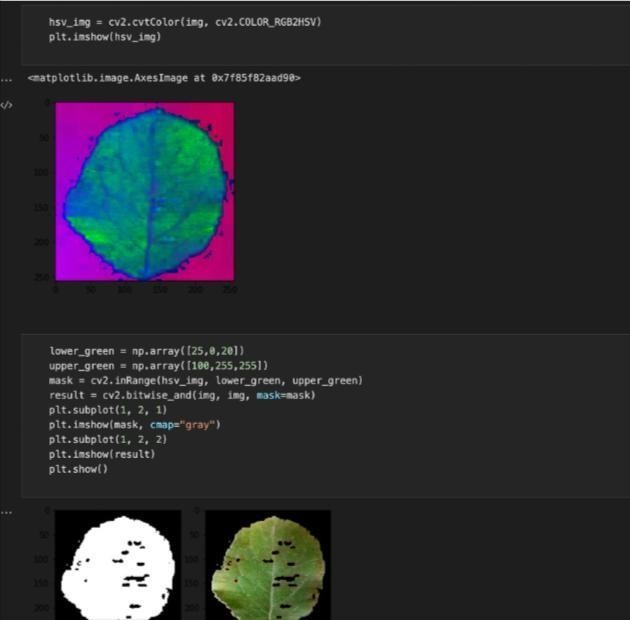 hsv_img = cv2.cvtColor(img, cv2.COLOR_RGB2HSV)
plt.imshow(hsv_img)
... <matplotlib.image.AxesImage at 0x7f85f82aad90>
</>
0
50
100
150
200
250
0 50 100 150 200 250
lower_green = np.array([25,0,20])
upper_green = np.array([100,255,255])
mask = cv2.inRange(hsv_img, lower_green, upper_green)
result = cv2.bitwise_and(img, img, mask=mask)
plt.subplot(1, 2, 1)
plt.imshow(mask, cmap="gray")
plt.subplot(1, 2, 2)
plt.imshow(result)
plt.show()
...
0 0
50 50
100 100
150 150
200 200